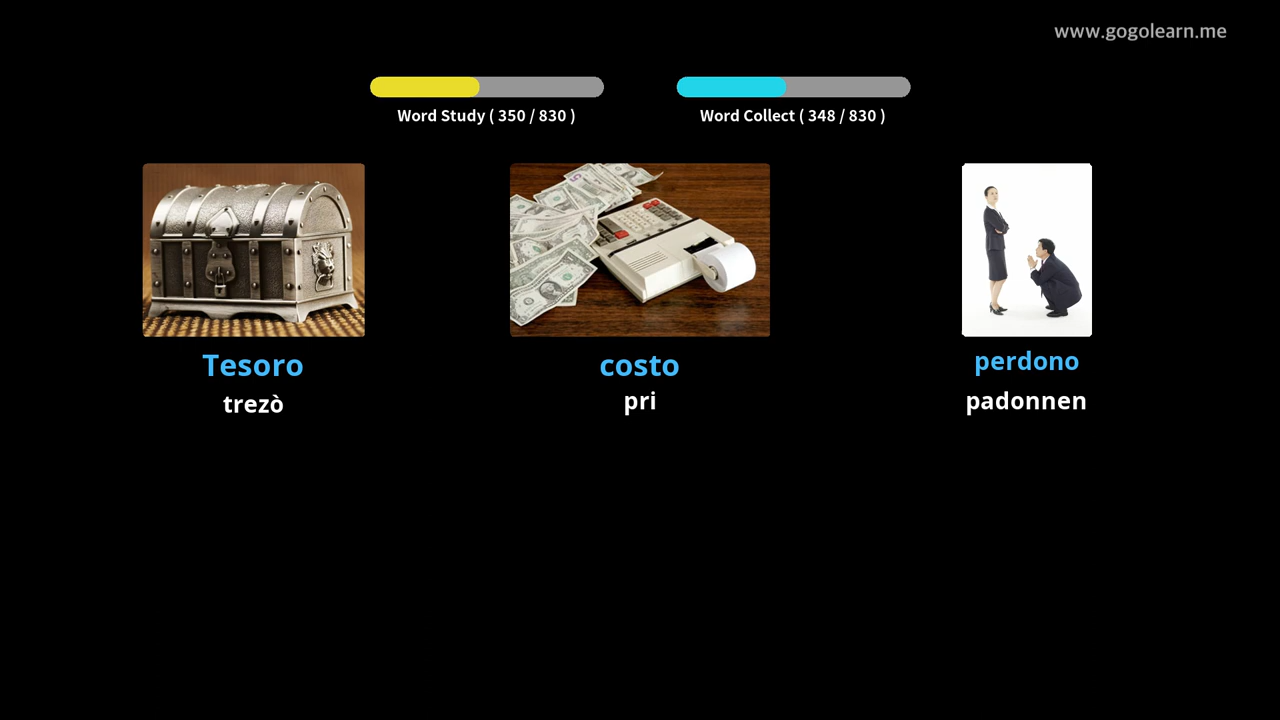 www.gogolearn.me
Word Study ( 350 / 830 )
Word Collect ( 348 / 830 )
Tesoro
trezò
costo
pri
perdono
padonnen